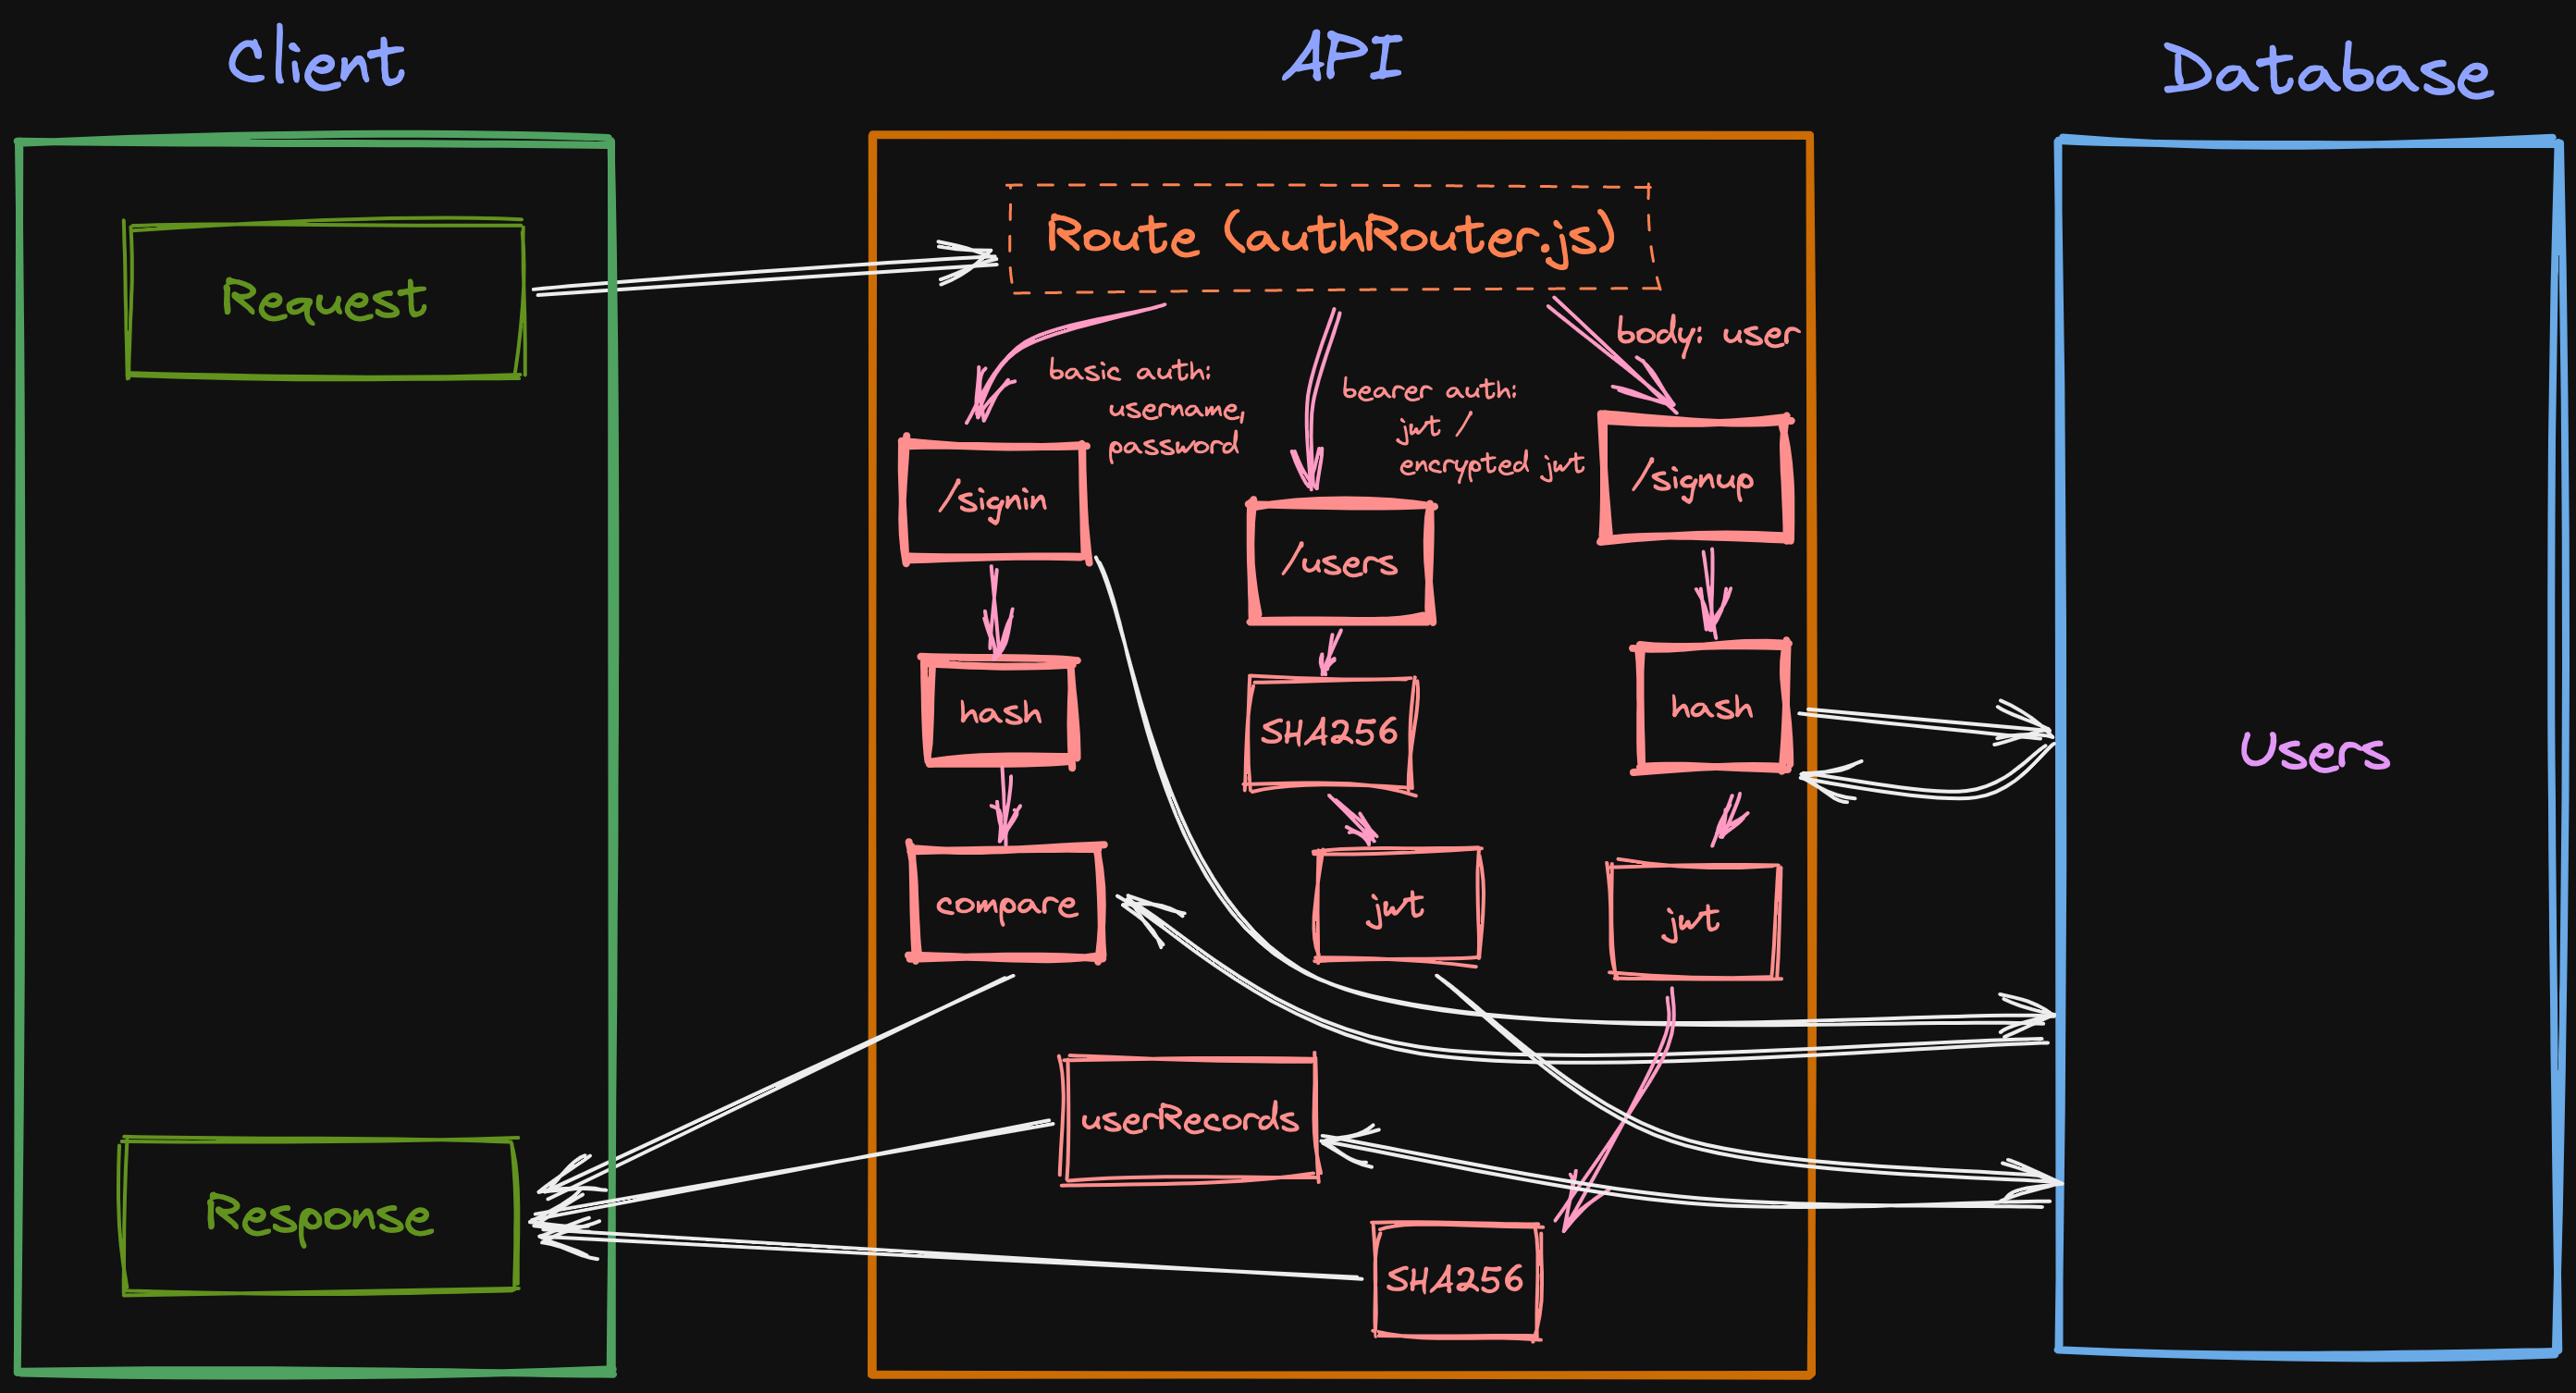 Client
API
Database
Request
Route (authRouter.js)
basic auth:
username,
password
bearer auth:
jwt /
encrypted jwt
body: user
/signin
/users
/signup
hash
SHA256
hash
Users
compare
jwt
jwt
userRecords
Response
SHA256